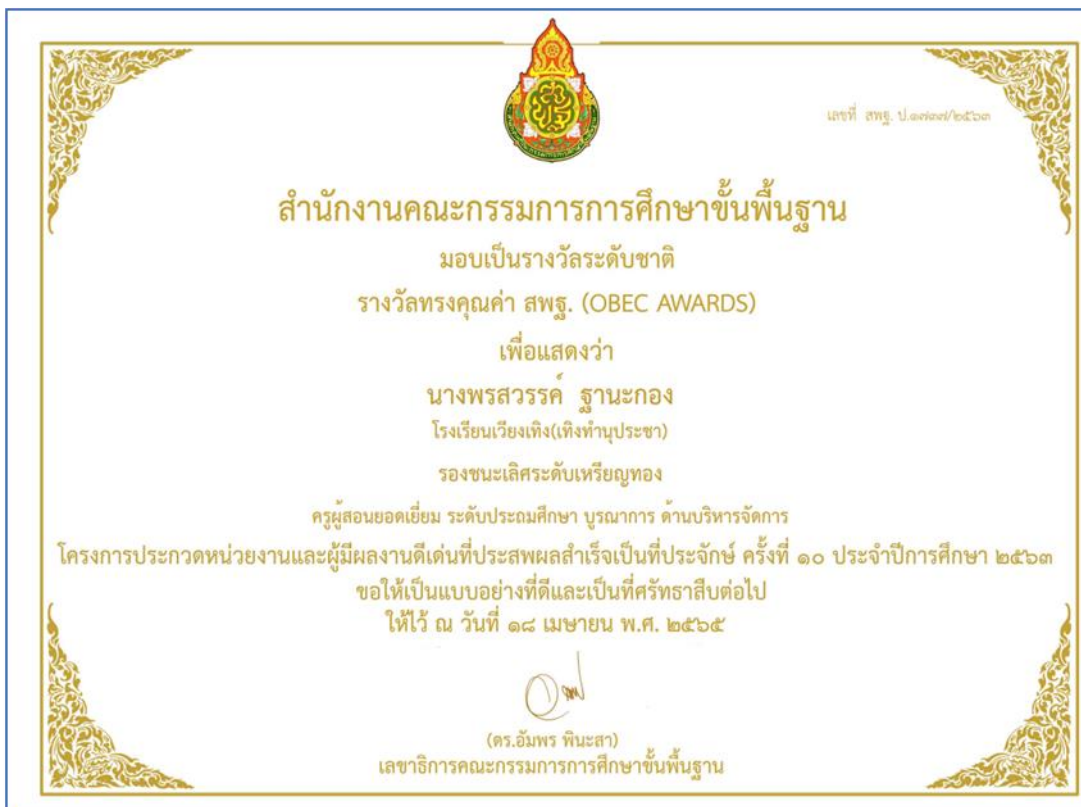 เลขที่ สพฐ. ป.๑๗๓๗/๒๕๖๓
สำนักงานคณะกรรมการการศึกษาขั้นพื้นฐาน
มอบเป็นรางวัลระดับชาติ
รางวัลทรงคุณค่า สพฐ. (OBEC AWARDS)
เพื่อแสดงว่า
นางพรสวรรค์ ฐานะกอง
โรงเรียนเวียงเทิง(เทิงทำนุประชา)
รองชนะเลิศระดับเหรียญทอง
ครูผู้สอนยอดเยี่ยม ระดับประถมศึกษา บูรณาการ ด้านบริหารจัดการ
โครงการประกวดหน่วยงานและผู้มีผลงานดีเด่นที่ประสพผลสำเร็จเป็นที่ประจักษ์ ครั้งที่ ๑๐ ประจำปีการศึกษา ๒๕๖๓
ขอให้เป็นแบบอย่างที่ดีและเป็นที่ศรัทธาสืบต่อไป
ให้ไว้ ณ วันที่ ๑๘ เมษายน พ.ศ. ๒๕๖๕
(ดร.อัมพร พินะสา)
เลขาธิการคณะกรรมการการศึกษาขั้นพื้นฐาน